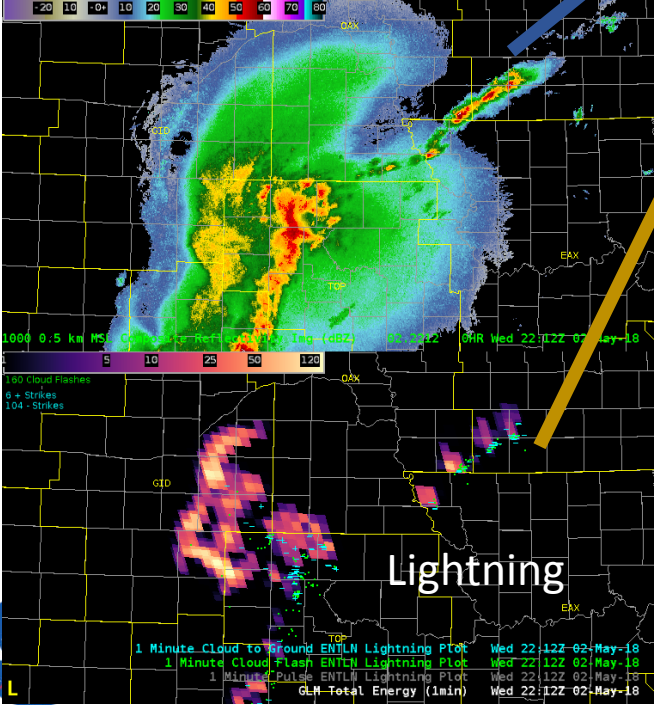 -20 10 -0+ 10 20 30 40 50 60 70 80
OAX
GID
EAX
TOP
1000 0.5 km MSL Composite Reflectivity Img (dBZ) 02.2212 0HR Wed 22:12Z 02-May-18
5 10 25 50 120
160 Cloud Flashes
6 + Strikes
104 - Strikes
OAX
GID
Lightning
EAX
TOP
1 Minute Cloud to Ground ENTLN Lightning Plot Wed 22:12Z 02-May-18
1 Minute Cloud Flash ENTLN Lightning Plot Wed 22:12Z 02-May-18
1 Minute Pulse ENTLN Lightning Plot Wed 22:12Z 02-May-18
GLM Total Energy (1min) Wed 22:12Z 02-May-18
L